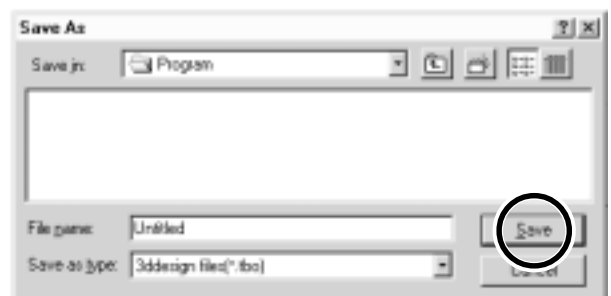 Save As
Save in: Program
File name: Untitled Save
Save as type: 3ddesign files(*.tbo) Cancel